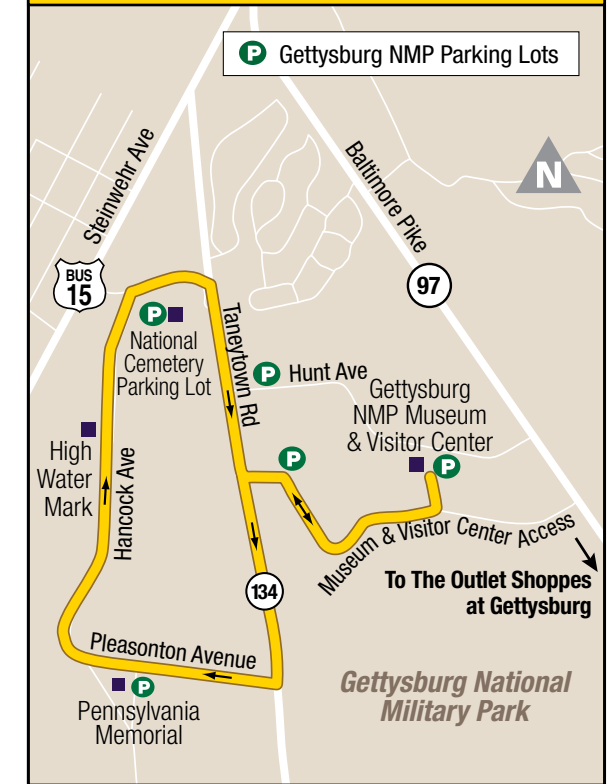 P Gettysburg NMP Parking Lots
Steinwehr Ave
Baltimore Pike
N
BUS
15
97
P
National
Cemetery
Parking Lot
Taneytown Rd
P Hunt Ave
Gettysburg
NMP Museum
& Visitor Center
P
P
High
Water
Mark
Hancock Ave
Museum & Visitor Center Access
To The Outlet Shoppes
at Gettysburg
134
Pleasonton Avenue
P
Pennsylvania
Memorial
Gettysburg National
Military Park